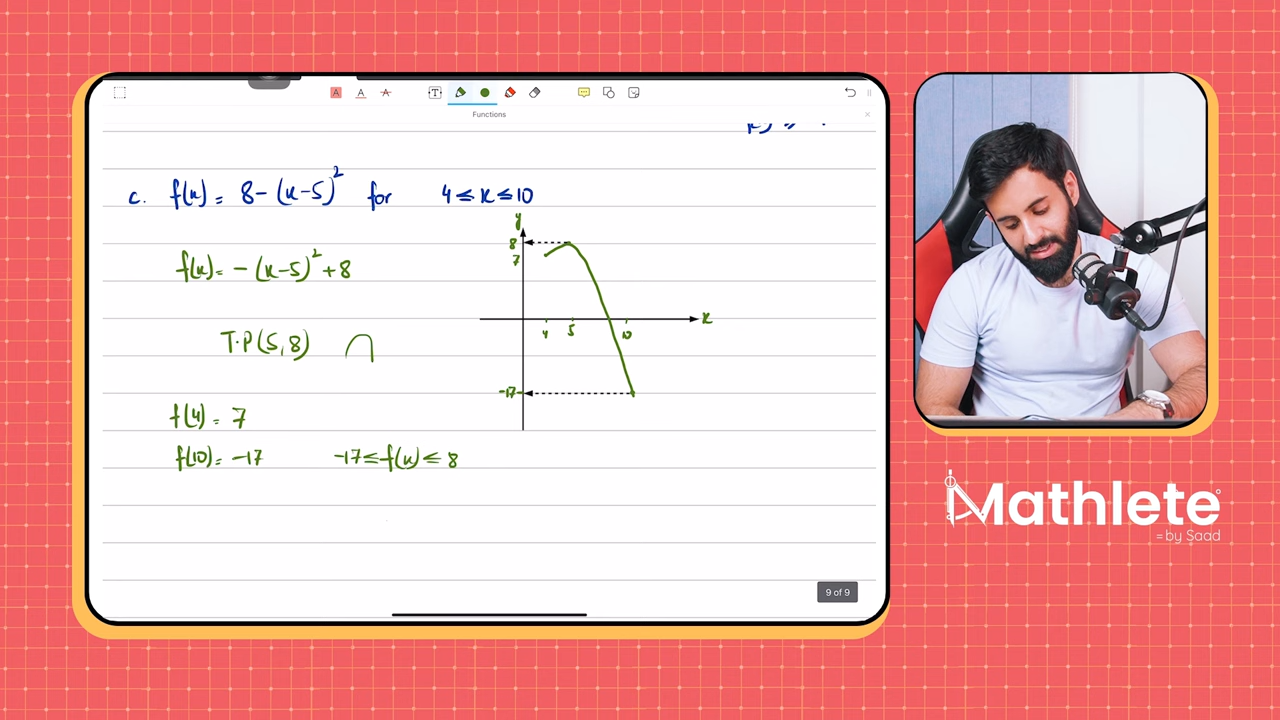 Functions
c. f(x) = 8-(x-5)² for 4 ≤ x ≤ 10
f(x) = -(x-5)² + 8
T.P (5, 8)
f(4) = 7
f(10) = -17
-17 ≤ f(x) ≤ 8
y
8
7
4
5
10
x
-17
9 of 9
Mathlete
= by Saad